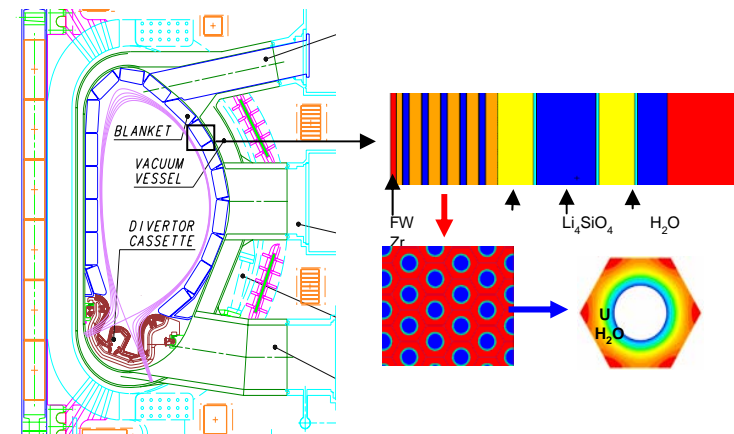 BLANKET
VACUUM
VESSEL
DIVERTOR
CASSETTE
FW
Li₄SiO₄
H₂O
Zr
U
H₂O